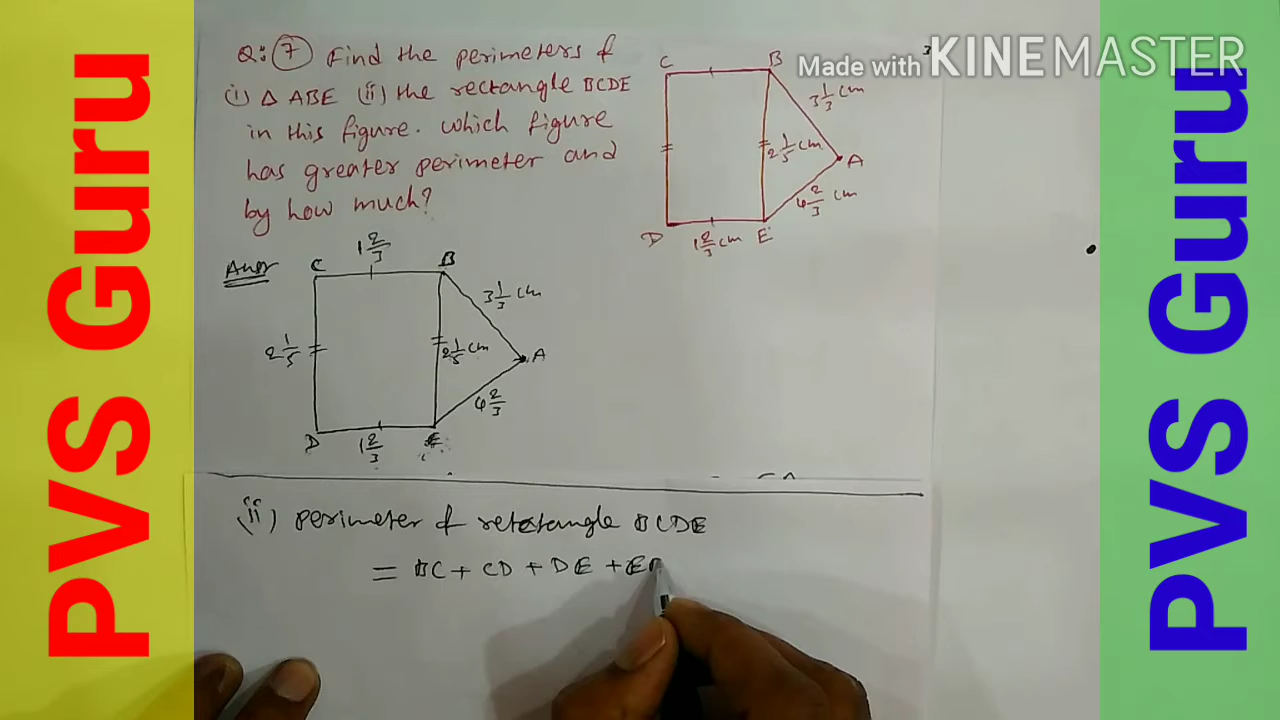 PVS Guru
Made with KINEMASTER
Q: 7 Find the perimeters of
(i) Δ ABE (ii) the rectangle BCDE
in this figure. Which figure
has greater perimeter and
by how much?
C B
3 1/3 cm
2 1/5 cm
A
4 2/3 cm
D 1 2/3 cm E
Ansr
1 2/3
C B
3 1/3 cm
2 1/5
2 1/5 cm
A
4 2/3
D 1 2/3 E
(ii) perimeter of retctangle BCDE
= BC + CD + DE +
PVS Guru